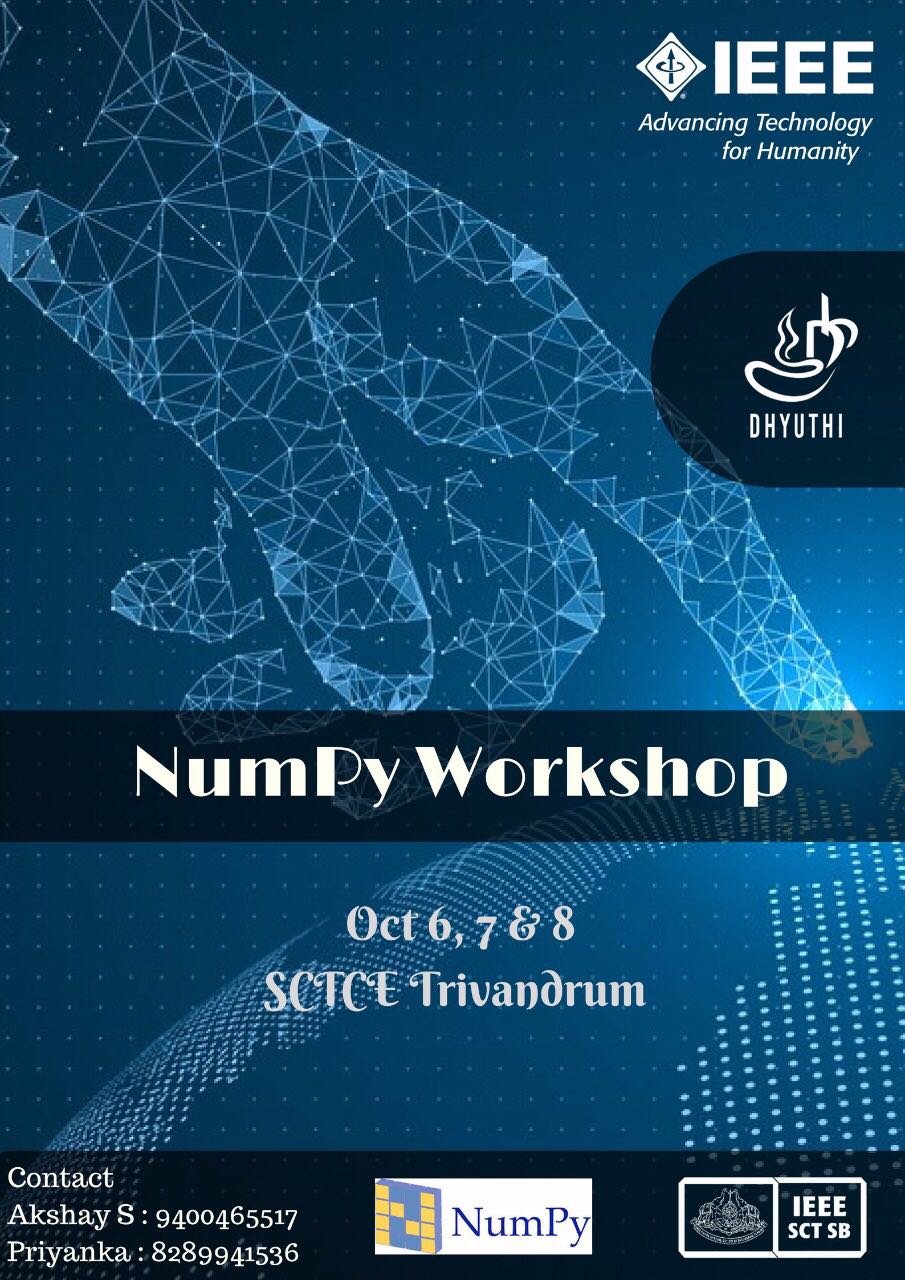 IEEE
Advancing Technology
for Humanity
DHYUTHI
NumPy Workshop
Oct 6, 7 & 8
SCTCE Trivandrum
Contact
Akshay S : 9400465517
Priyanka : 8289941536
NumPy
IEEE
SCT SB